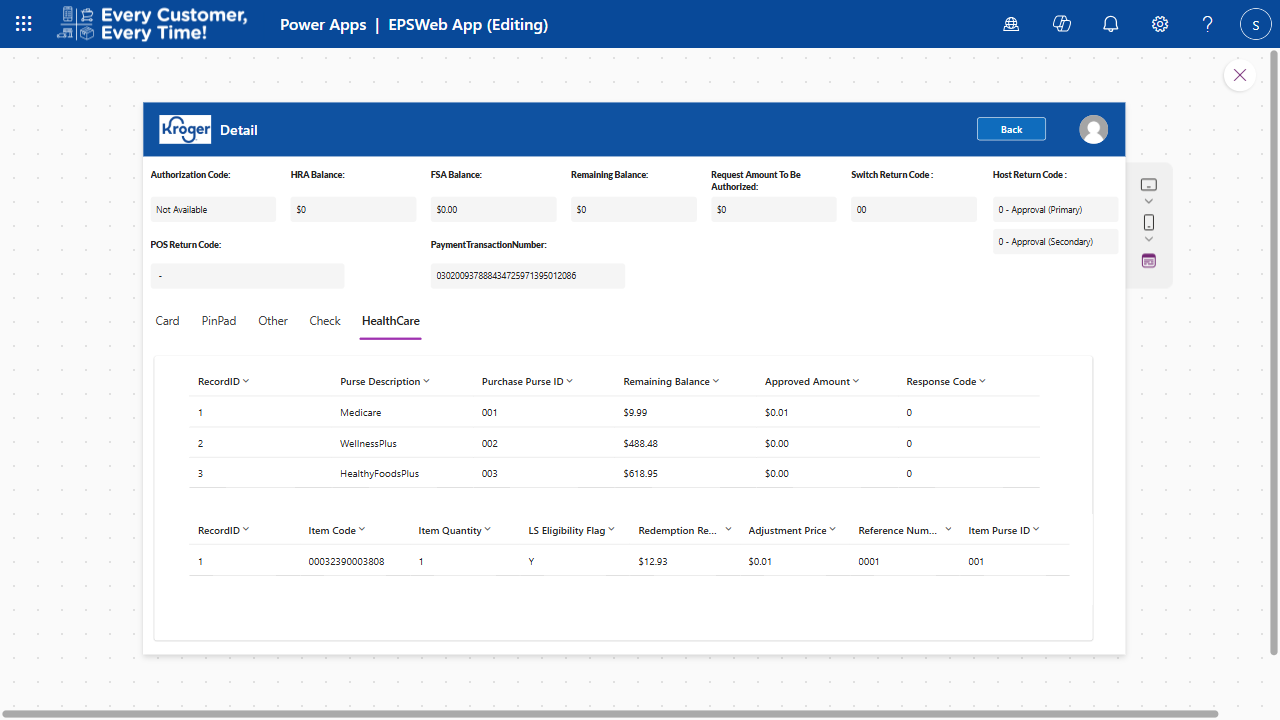 Every Customer,
Every Time!
Power Apps | EPSWeb App (Editing)
?
S
Kroger
Detail
Back
Authorization Code:
HRA Balance:
FSA Balance:
Remaining Balance:
Request Amount To Be
Authorized:
Switch Return Code :
Host Return Code :
Not Available
$0
$0.00
$0
$0
00
0 - Approval (Primary)
0 - Approval (Secondary)
POS Return Code:
PaymentTransactionNumber:
-
03020093788843472597139501​2086
Card PinPad Other Check HealthCare
RecordID Purse Description Purchase Purse ID Remaining Balance Approved Amount Response Code
1 Medicare 001 $9.99 $0.01 0
2 WellnessPlus 002 $488.48 $0.00 0
3 HealthyFoodsPlus 003 $618.95 $0.00 0
RecordID Item Code Item Quantity LS Eligibility Flag Redemption Re... Adjustment Price Reference Num... Item Purse ID
1 00032390003808 1 Y $12.93 $0.01 0001 001